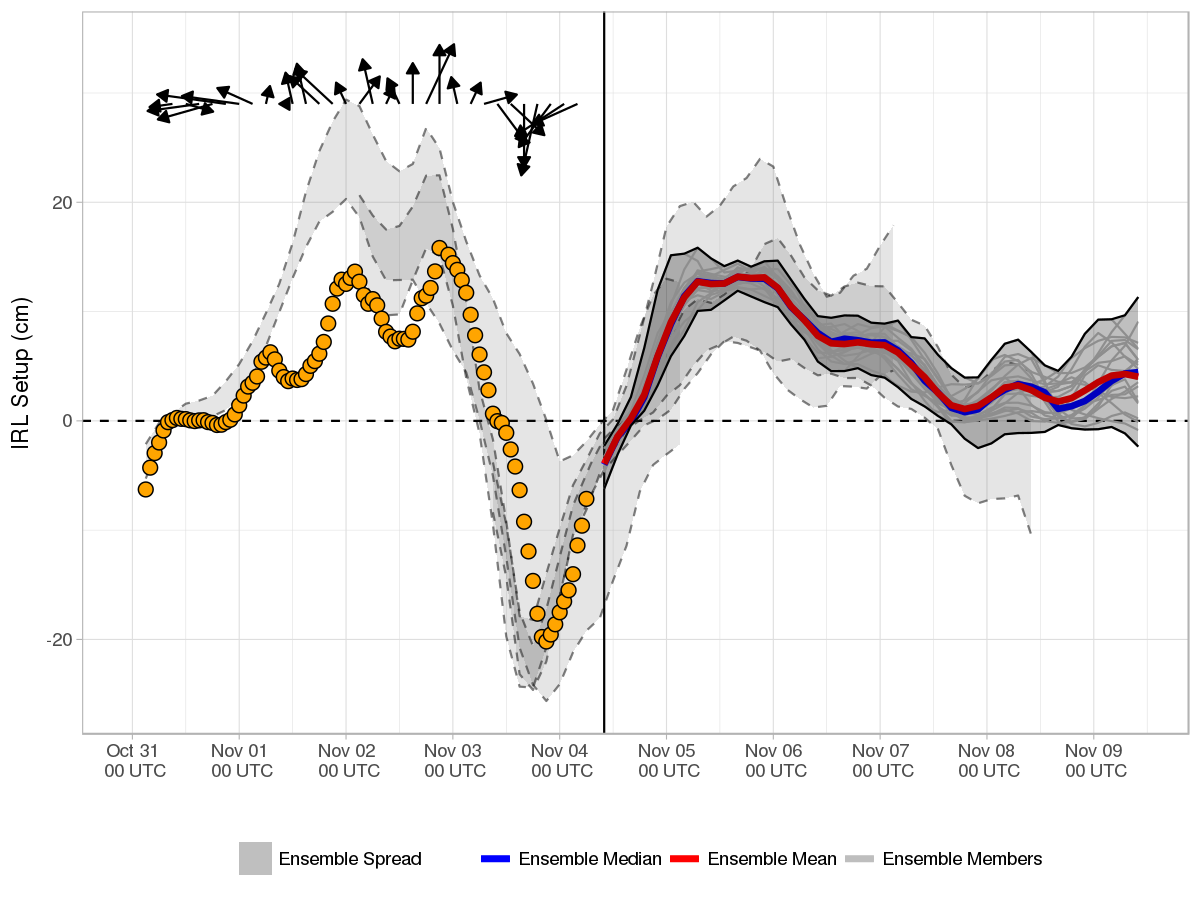 IRL Setup (cm)
20
0
-20
Oct 31 Nov 01 Nov 02 Nov 03 Nov 04 Nov 05 Nov 06 Nov 07 Nov 08 Nov 09
00 UTC 00 UTC 00 UTC 00 UTC 00 UTC 00 UTC 00 UTC 00 UTC 00 UTC 00 UTC
Ensemble Spread Ensemble Median Ensemble Mean Ensemble Members